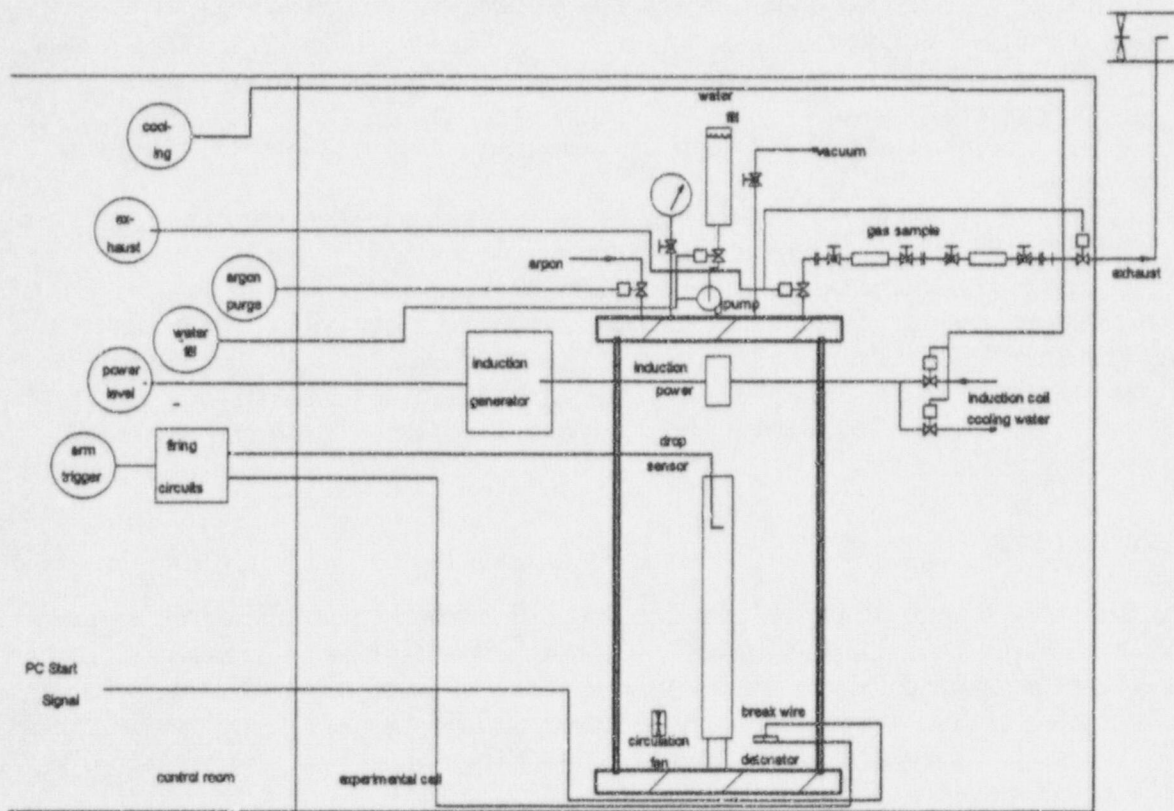 cool-
ing
ex-
haust
argon
purge
water
fill
power
level
arm
trigger
firing
circuits
induction
generator
argon
water
fill
vacuum
pump
gas sample
exhaust
induction
power
induction coil
cooling water
drop
sensor
PC Start
Signal
circulation
fan
break wire
detonator
control room
experimental cell